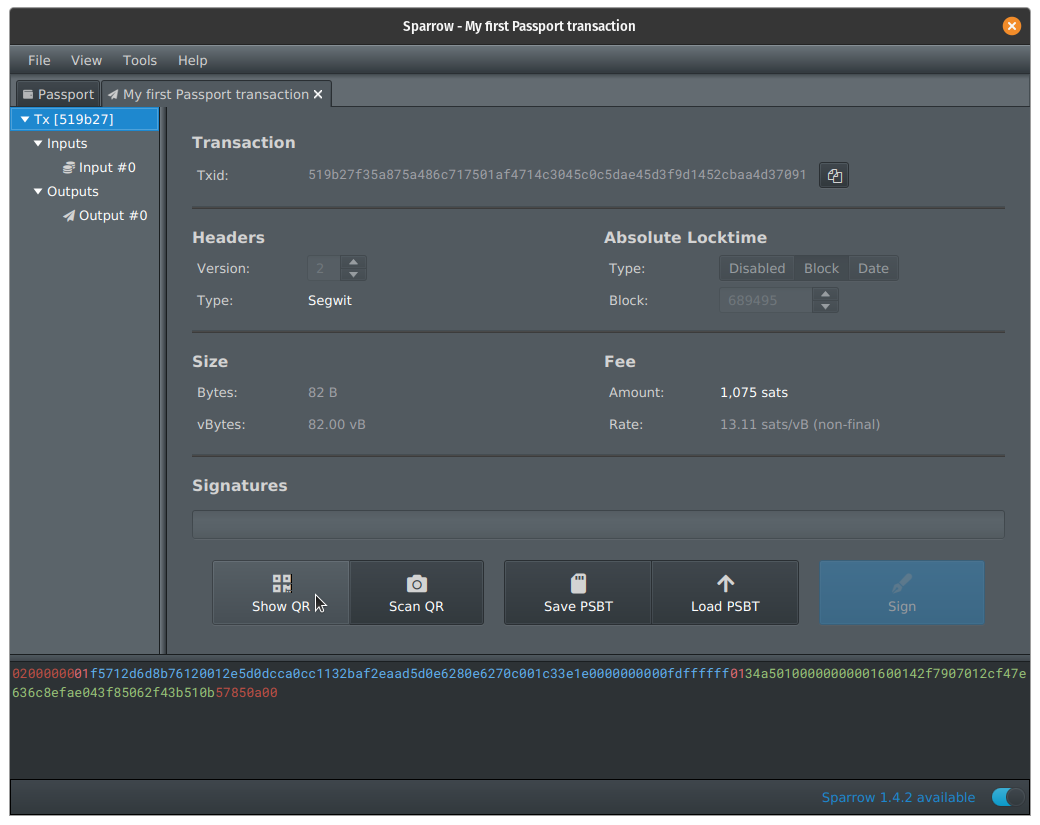 Sparrow - My first Passport transaction
File View Tools Help
Passport My first Passport transaction
Tx [519b27]
Inputs
Input #0
Outputs
Output #0
Transaction
Txid: 519b27f35a875a486c717501af4714c3045c0c5dae45d3f9d1452cbaa4d37091
Headers Absolute Locktime
Version: 2 Type: Disabled Block Date
Type: Segwit Block: 689495
Size Fee
Bytes: 82 B Amount: 1,075 sats
vBytes: 82.00 vB Rate: 13.11 sats/vB (non-final)
Signatures
Show QR Scan QR Save PSBT Load PSBT Sign
0200000001f5712d6d8b76120012e5d0dcca0cc1132baf2eaad5d0e6280e6270c001c33e1e0000000000fdffffff0134a50100000000001600142f7907012cf47e
636c8efae043f85062f43b510b57850a00
Sparrow 1.4.2 available